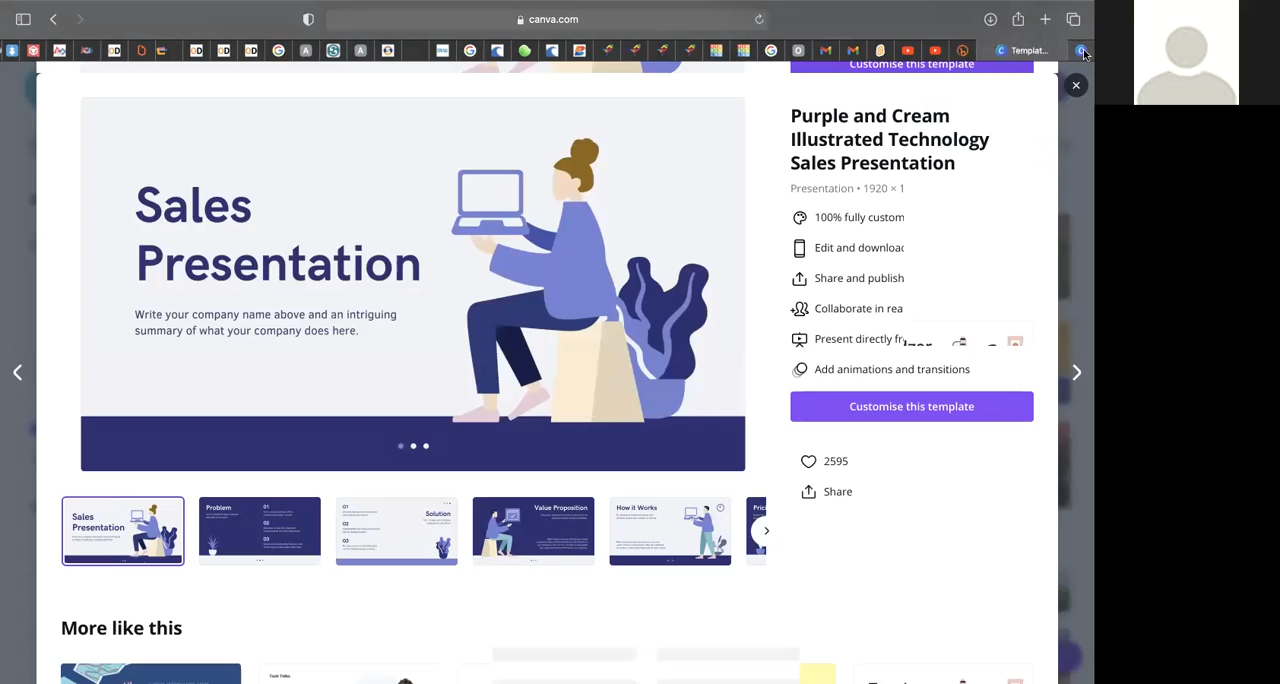 canva.com
Templat...
Customise this template
Sales
Presentation
Write your company name above and an intriguing
summary of what your company does here.
Purple and Cream
Illustrated Technology
Sales Presentation
Presentation • 1920 × 1
100% fully custom
Edit and download
Share and publish
Collaborate in rea
Present directly fr
Add animations and transitions
Customise this template
2595
Share
Sales
Presentation
Problem
01
02
03
01
02
03
Solution
Value Proposition
How it Works
More like this
Tech Talks